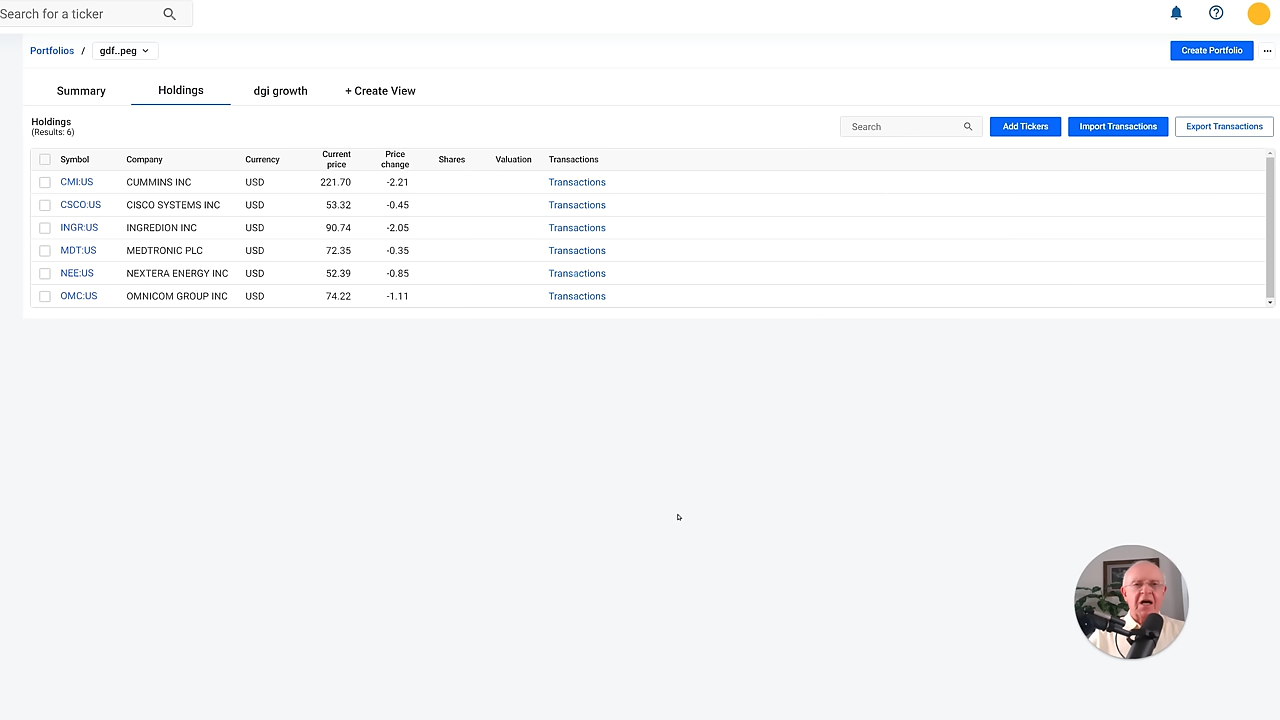 Search for a ticker
Portfolios / gdf..peg
Create Portfolio
...
Summary Holdings dgi growth + Create View
Holdings
(Results: 6)
Search Add Tickers Import Transactions Export Transactions
Symbol Company Currency Current price Price change Shares Valuation Transactions
CMI:US CUMMINS INC USD 221.70 -2.21 Transactions
CSCO:US CISCO SYSTEMS INC USD 53.32 -0.45 Transactions
INGR:US INGREDION INC USD 90.74 -2.05 Transactions
MDT:US MEDTRONIC PLC USD 72.35 -0.35 Transactions
NEE:US NEXTERA ENERGY INC USD 52.39 -0.85 Transactions
OMC:US OMNICOM GROUP INC USD 74.22 -1.11 Transactions